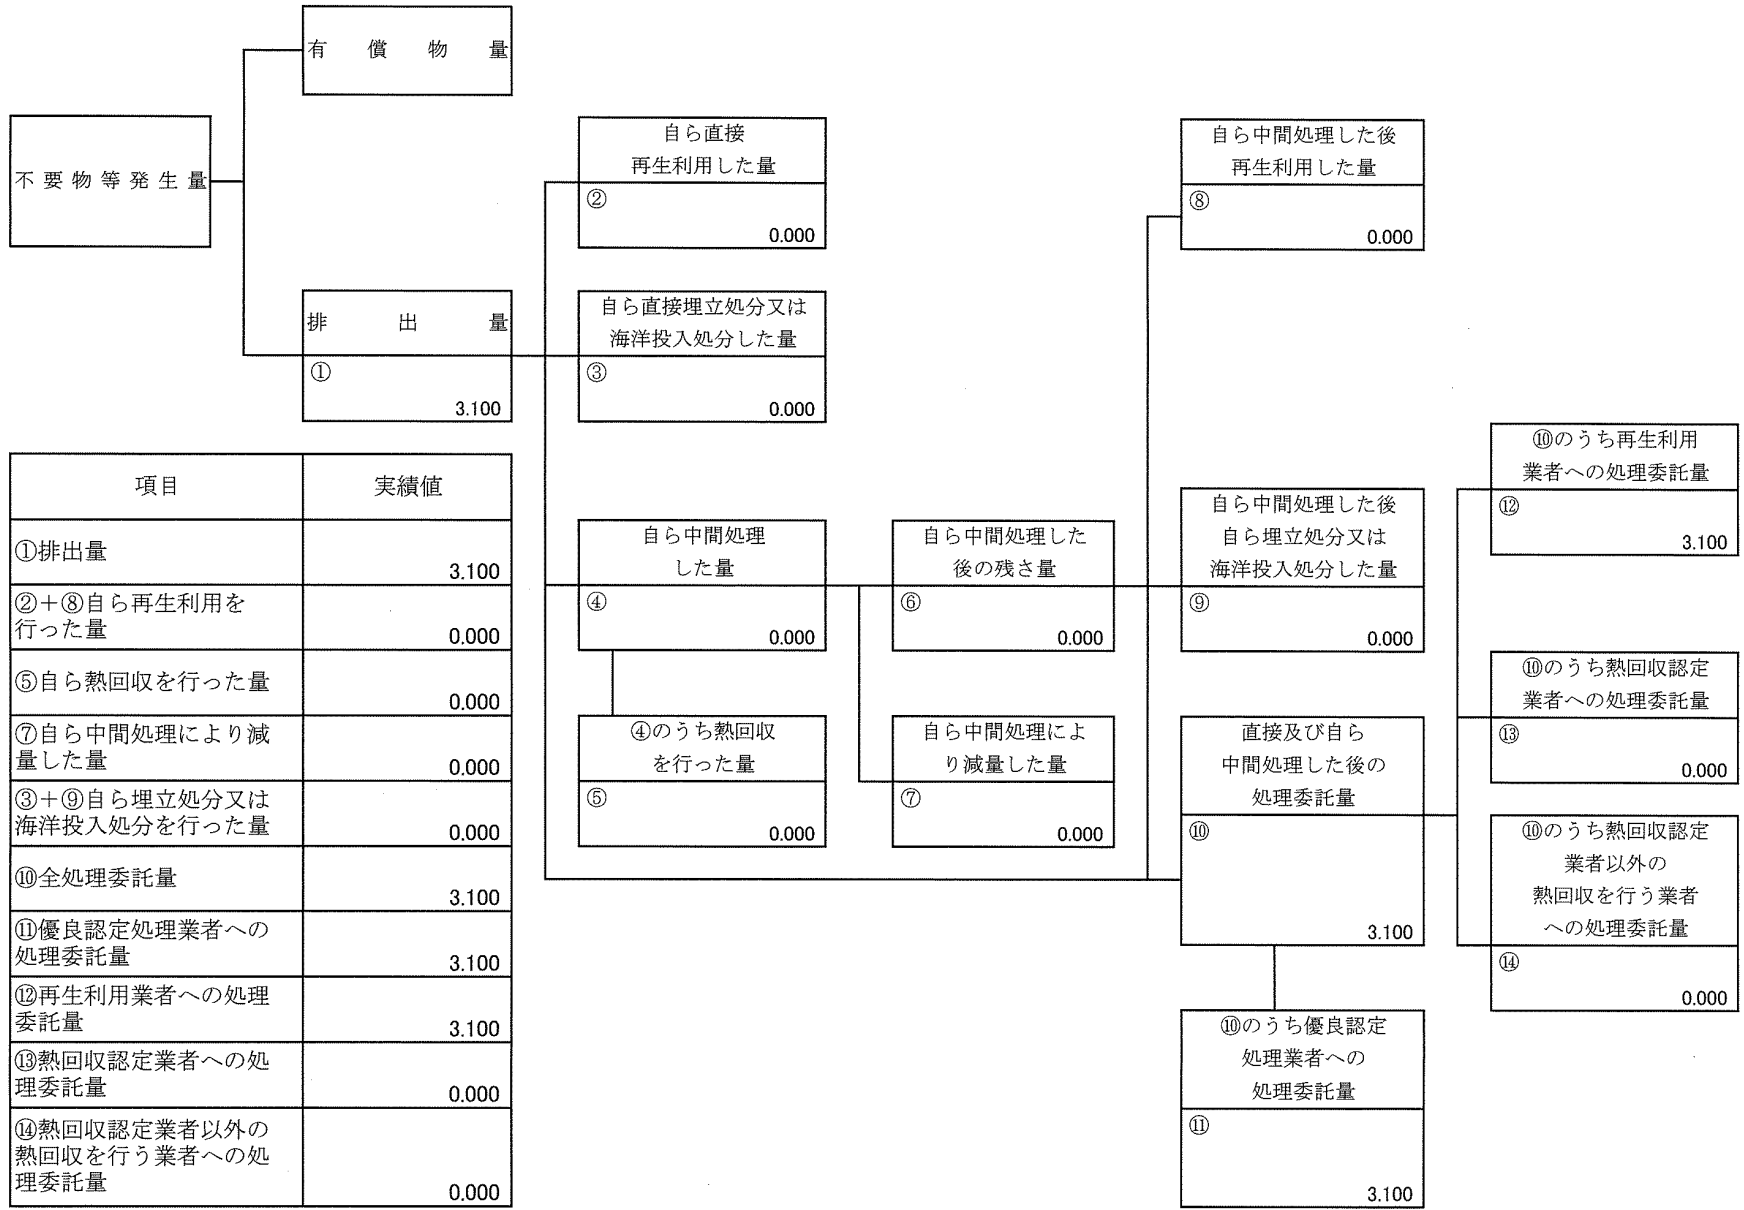 有償物量
不要物等発生量
排出量
①
3.100
自ら直接
再生利用した量
②
0.000
自ら直接埋立処分又は
海洋投入処分した量
③
0.000
自ら中間処理
した量
④
0.000
④のうち熱回収
を行った量
⑤
0.000
自ら中間処理した
後の残さ量
⑥
0.000
自ら中間処理によ
り減量した量
⑦
0.000
自ら中間処理した後
再生利用した量
⑧
0.000
自ら中間処理した後
自ら埋立処分又は
海洋投入処分した量
⑨
0.000
直接及び自ら
中間処理した後の
処理委託量
⑩
3.100
⑩のうち優良認定
処理業者への
処理委託量
⑪
3.100
⑩のうち再生利用
業者への処理委託量
⑫
3.100
⑩のうち熱回収認定
業者への処理委託量
⑬
0.000
⑩のうち熱回収認定
業者以外の
熱回収を行う業者
への処理委託量
⑭
0.000
項目 実績値
①排出量
3.100
②+⑧自ら再生利用を
行った量
0.000
⑤自ら熱回収を行った量
0.000
⑦自ら中間処理により減
量した量
0.000
③+⑨自ら埋立処分又は
海洋投入処分を行った量
0.000
⑩全処理委託量
3.100
⑪優良認定処理業者への
処理委託量
3.100
⑫再生利用業者への処理
委託量
3.100
⑬熱回収認定業者への処
理委託量
0.000
⑭熱回収認定業者以外の
熱回収を行う業者への処
理委託量
0.000